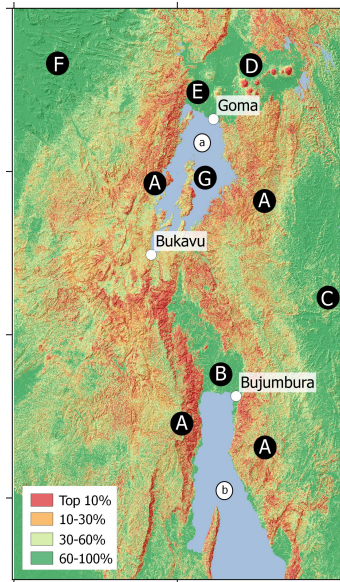 F
D
E
Goma
a
A
G
A
Bukavu
C
B
Bujumbura
A
A
b
Top 10%
10-30%
30-60%
60-100%